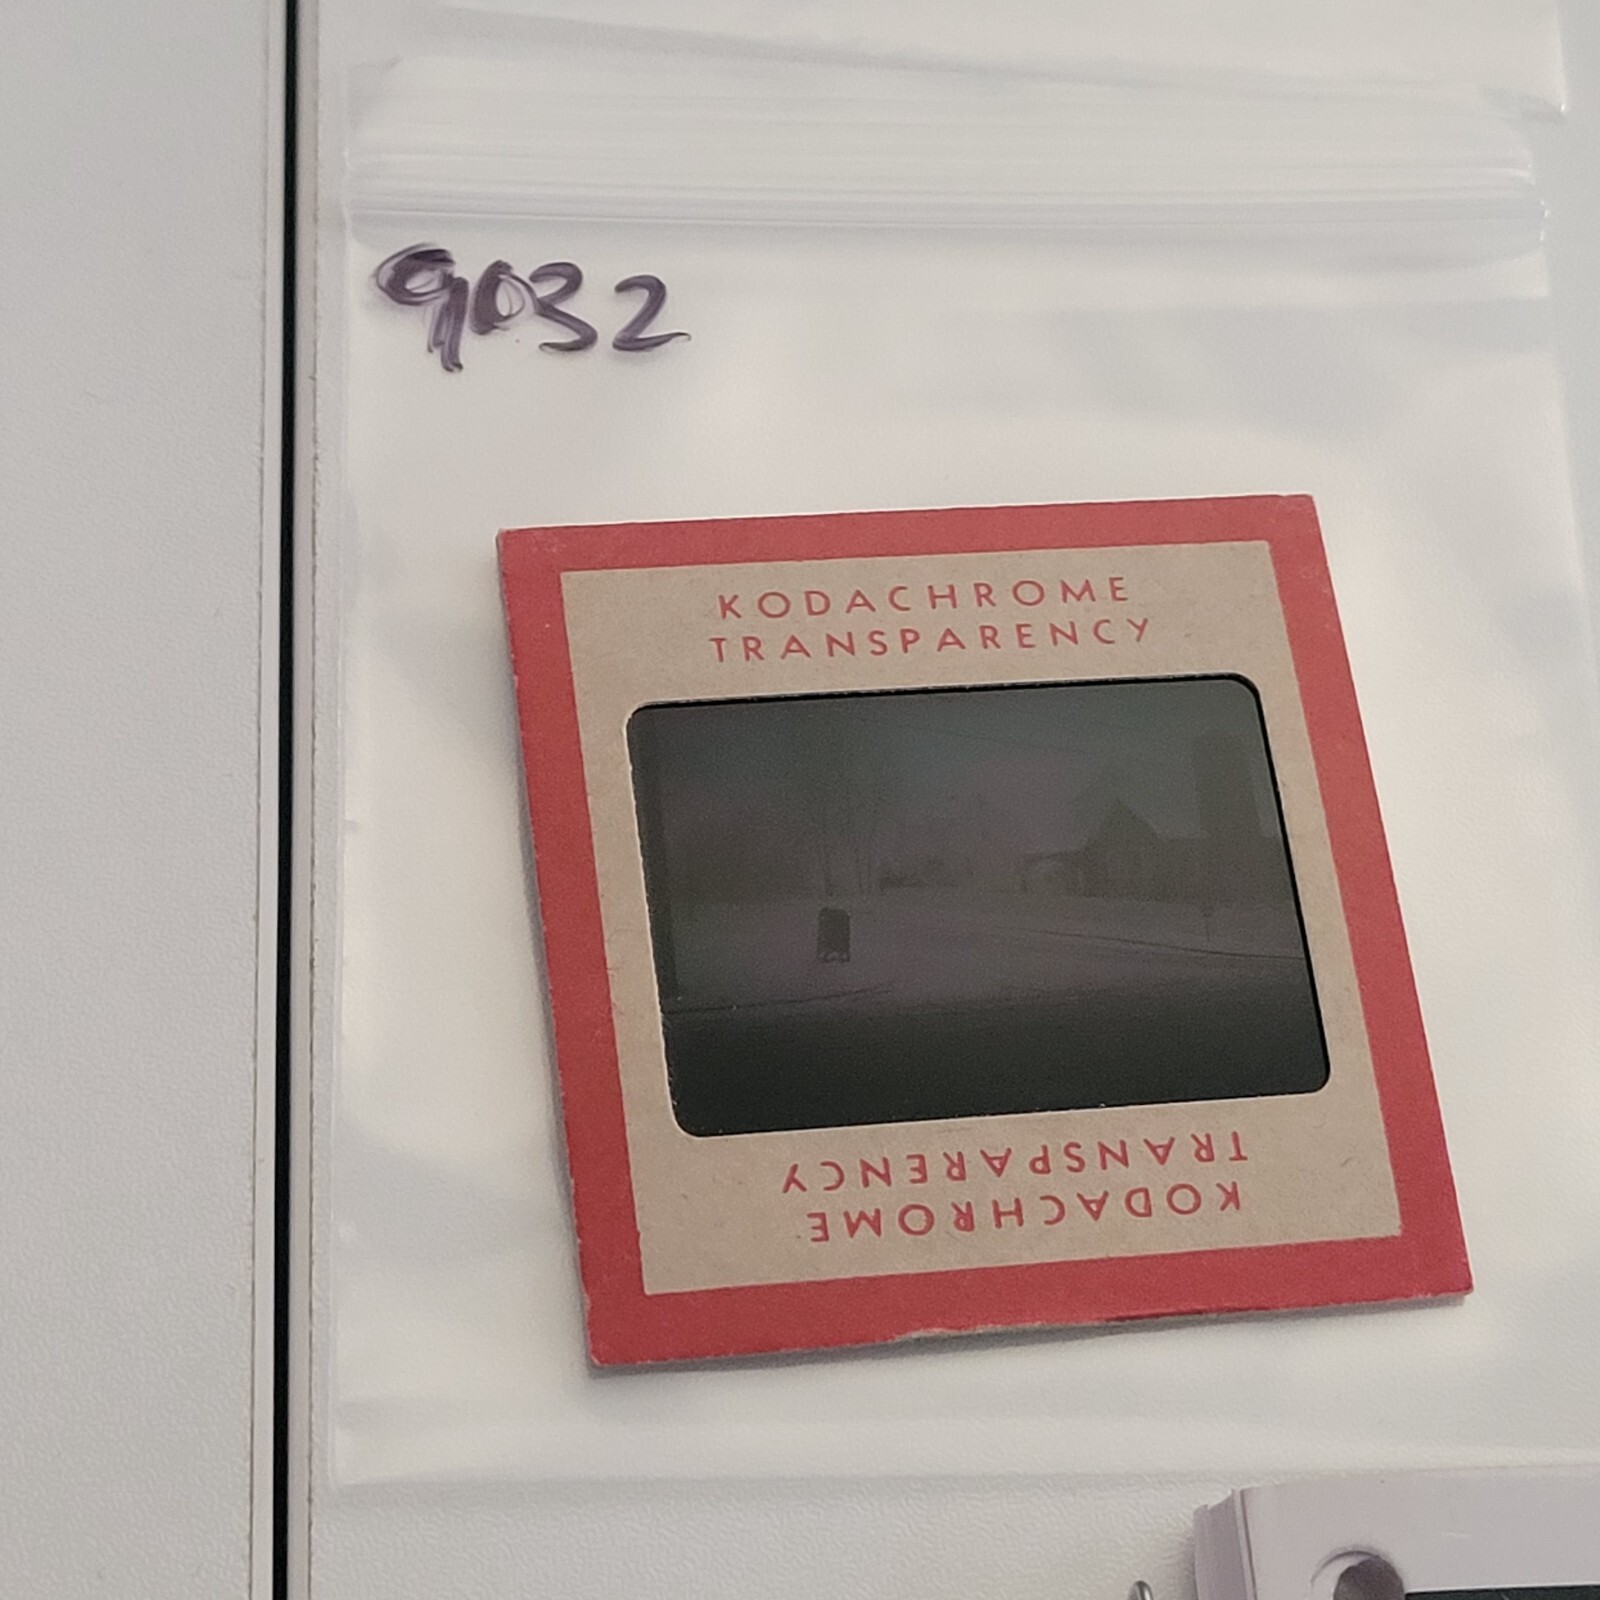 9032
KODACHROME
TRANSPARENCY
KODACHROME
TRANSPARENCY